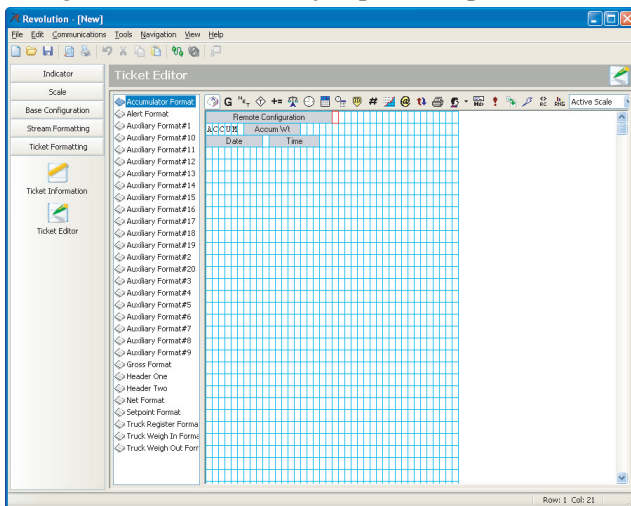 Revolution - [New]
File Edit Communications Tools Navigation View Help
Indicator
Scale
Base Configuration
Stream Formatting
Ticket Formatting
Ticket Information
Ticket Editor
Ticket Editor
Active Scale
Accumulator Format
Alert Format
Auxiliary Format#1
Auxiliary Format#10
Auxiliary Format#11
Auxiliary Format#12
Auxiliary Format#13
Auxiliary Format#14
Auxiliary Format#15
Auxiliary Format#16
Auxiliary Format#17
Auxiliary Format#18
Auxiliary Format#19
Auxiliary Format#2
Auxiliary Format#20
Auxiliary Format#3
Auxiliary Format#4
Auxiliary Format#5
Auxiliary Format#6
Auxiliary Format#7
Auxiliary Format#8
Auxiliary Format#9
Gross Format
Header One
Header Two
Net Format
Setpoint Format
Truck Register Forma
Truck Weigh In Forma
Truck Weigh Out Forr
Remote Configuration
ACCUM Accum Wt
Date Time
Row: 1 Col: 21